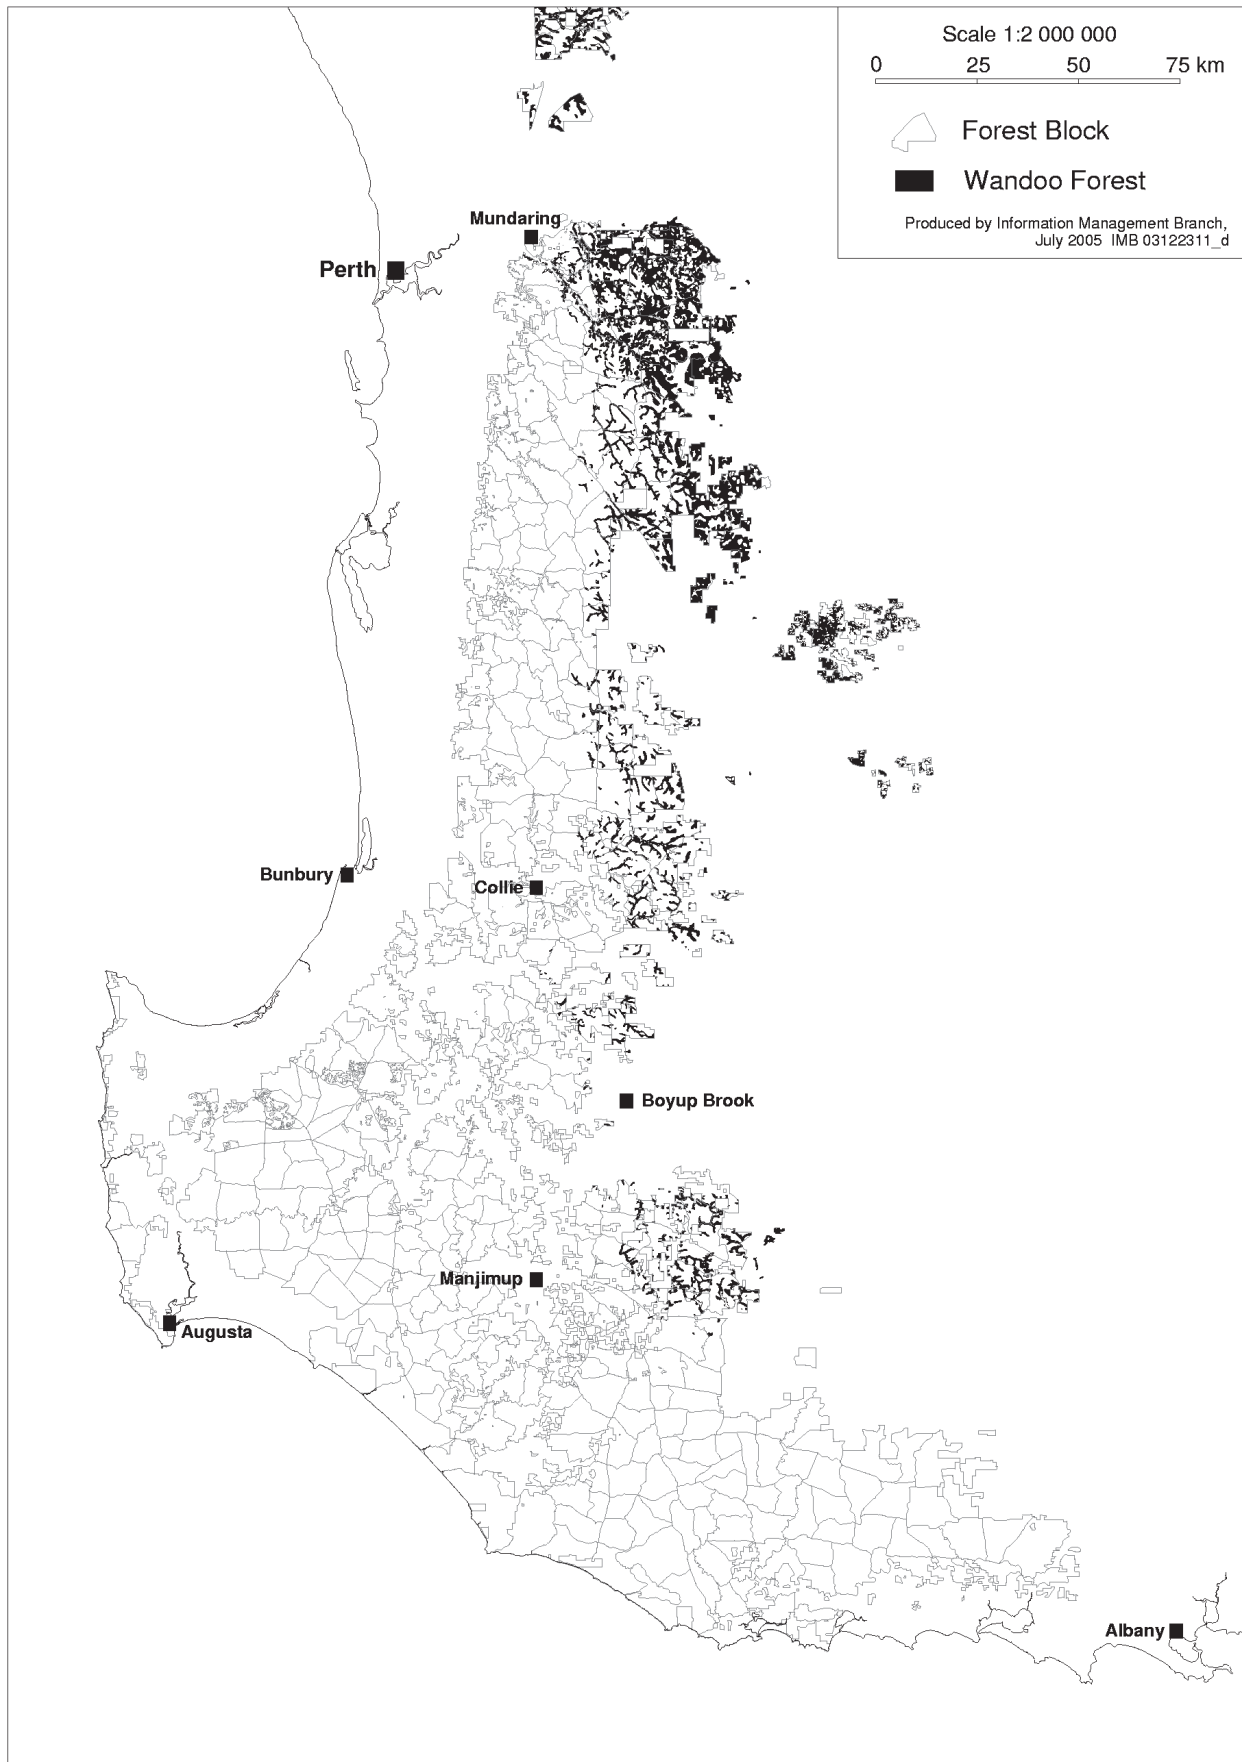 Scale 1:2 000 000
0 25 50 75 km
Forest Block
Wandoo Forest
Produced by Information Management Branch,
July 2005 IMB 03122311_d
Mundaring
Perth
Bunbury
Collie
Boyup Brook
Manjimup
Augusta
Albany